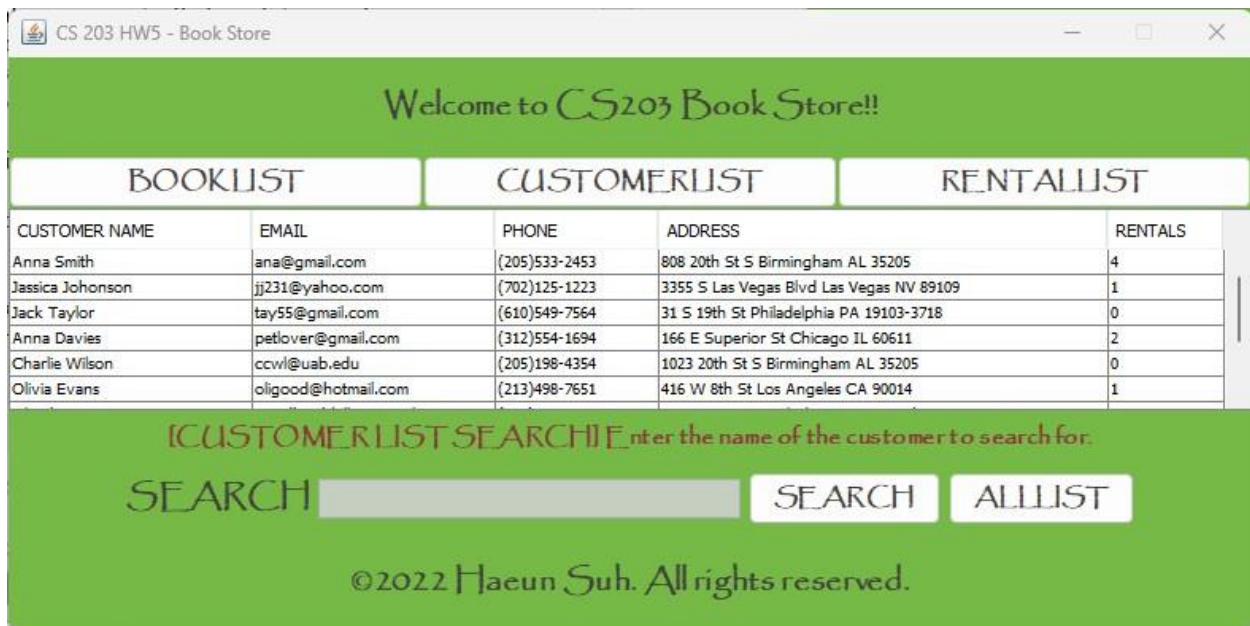 CS 203 HW5 - Book Store
Welcome to CS203 Book Store!!
BOOKLIST CUSTOMERLIST RENTALLIST
CUSTOMER NAME EMAIL PHONE ADDRESS RENTALS
Anna Smith ana@gmail.com (205)533-2453 808 20th St S Birmingham AL 35205 4
Jassica Johonson jj231@yahoo.com (702)125-1223 3355 S Las Vegas Blvd Las Vegas NV 89109 1
Jack Taylor tay55@gmail.com (610)549-7564 31 S 19th St Philadelphia PA 19103-3718 0
Anna Davies petlover@gmail.com (312)554-1694 166 E Superior St Chicago IL 60611 2
Charlie Wilson ccwl@uab.edu (205)198-4354 1023 20th St S Birmingham AL 35205 0
Olivia Evans oligood@hotmail.com (213)498-7651 416 W 8th St Los Angeles CA 90014 1
[CUSTOMER LIST SEARCH] Enter the name of the customer to search for.
SEARCH SEARCH ALLLIST
©2022 Haeun Suh. All rights reserved.